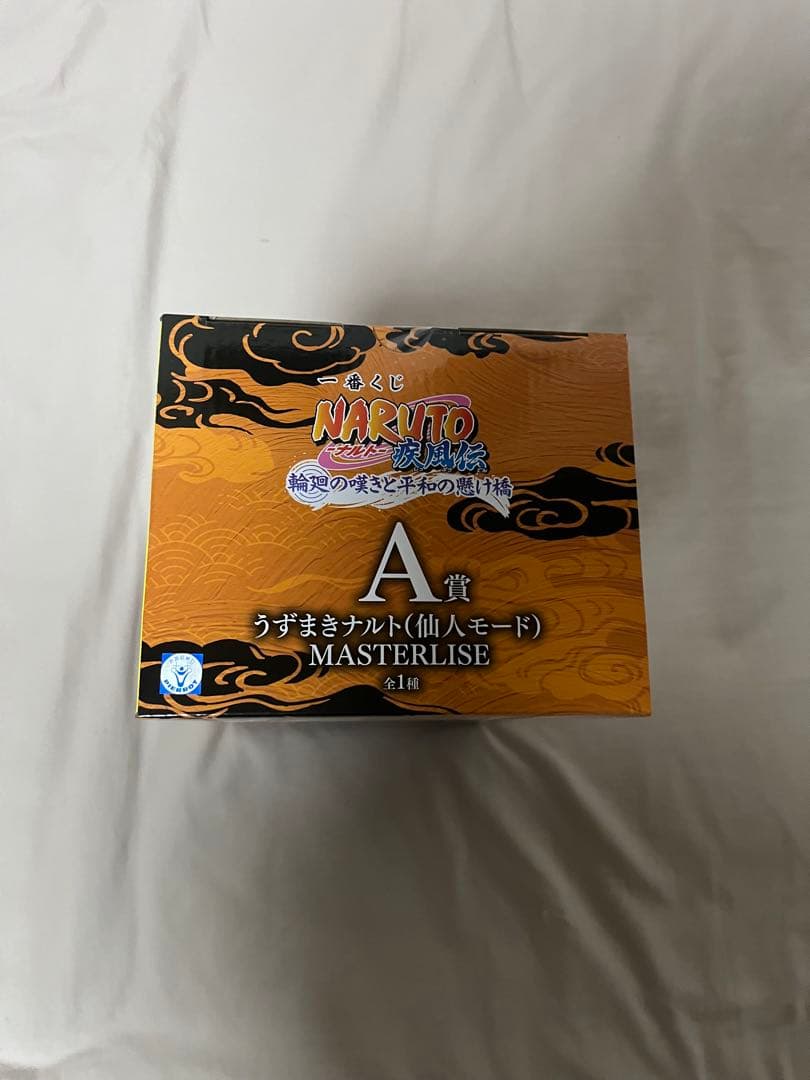 一番くじ
NARUTO
-ナルト-
疾風伝
輪廻の嘆きと平和の懸け橋
A賞
うずまきナルト(仙人モード)
MASTERLISE
全1種
PIERROT